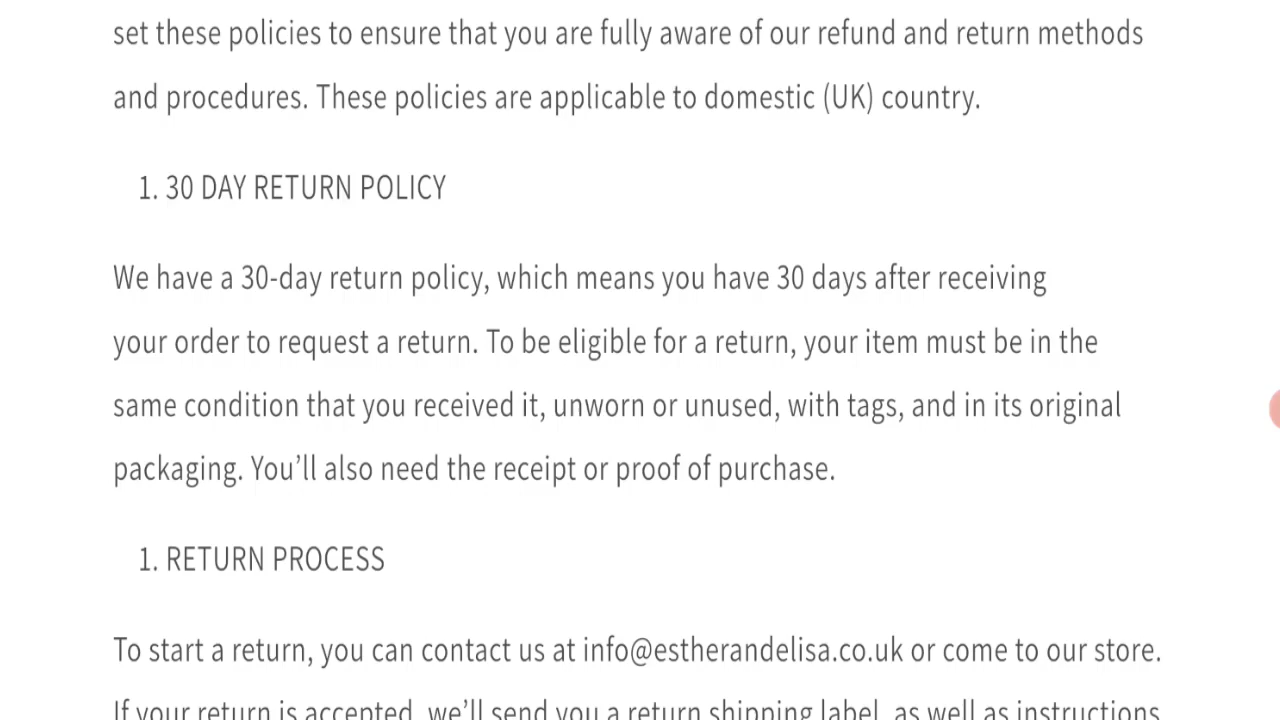 set these policies to ensure that you are fully aware of our refund and return methods
and procedures. These policies are applicable to domestic (UK) country.
1. 30 DAY RETURN POLICY
We have a 30-day return policy, which means you have 30 days after receiving
your order to request a return. To be eligible for a return, your item must be in the
same condition that you received it, unworn or unused, with tags, and in its original
packaging. You’ll also need the receipt or proof of purchase.
1. RETURN PROCESS
To start a return, you can contact us at info@estherandelisa.co.uk or come to our store.
If your return is accepted, we’ll send you a return shipping label, as well as instructions